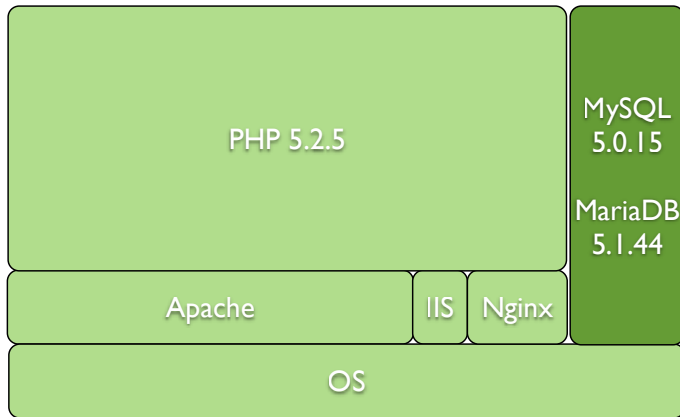 PHP 5.2.5
MySQL
5.0.15
MariaDB
5.1.44
Apache
IIS
Nginx
OS